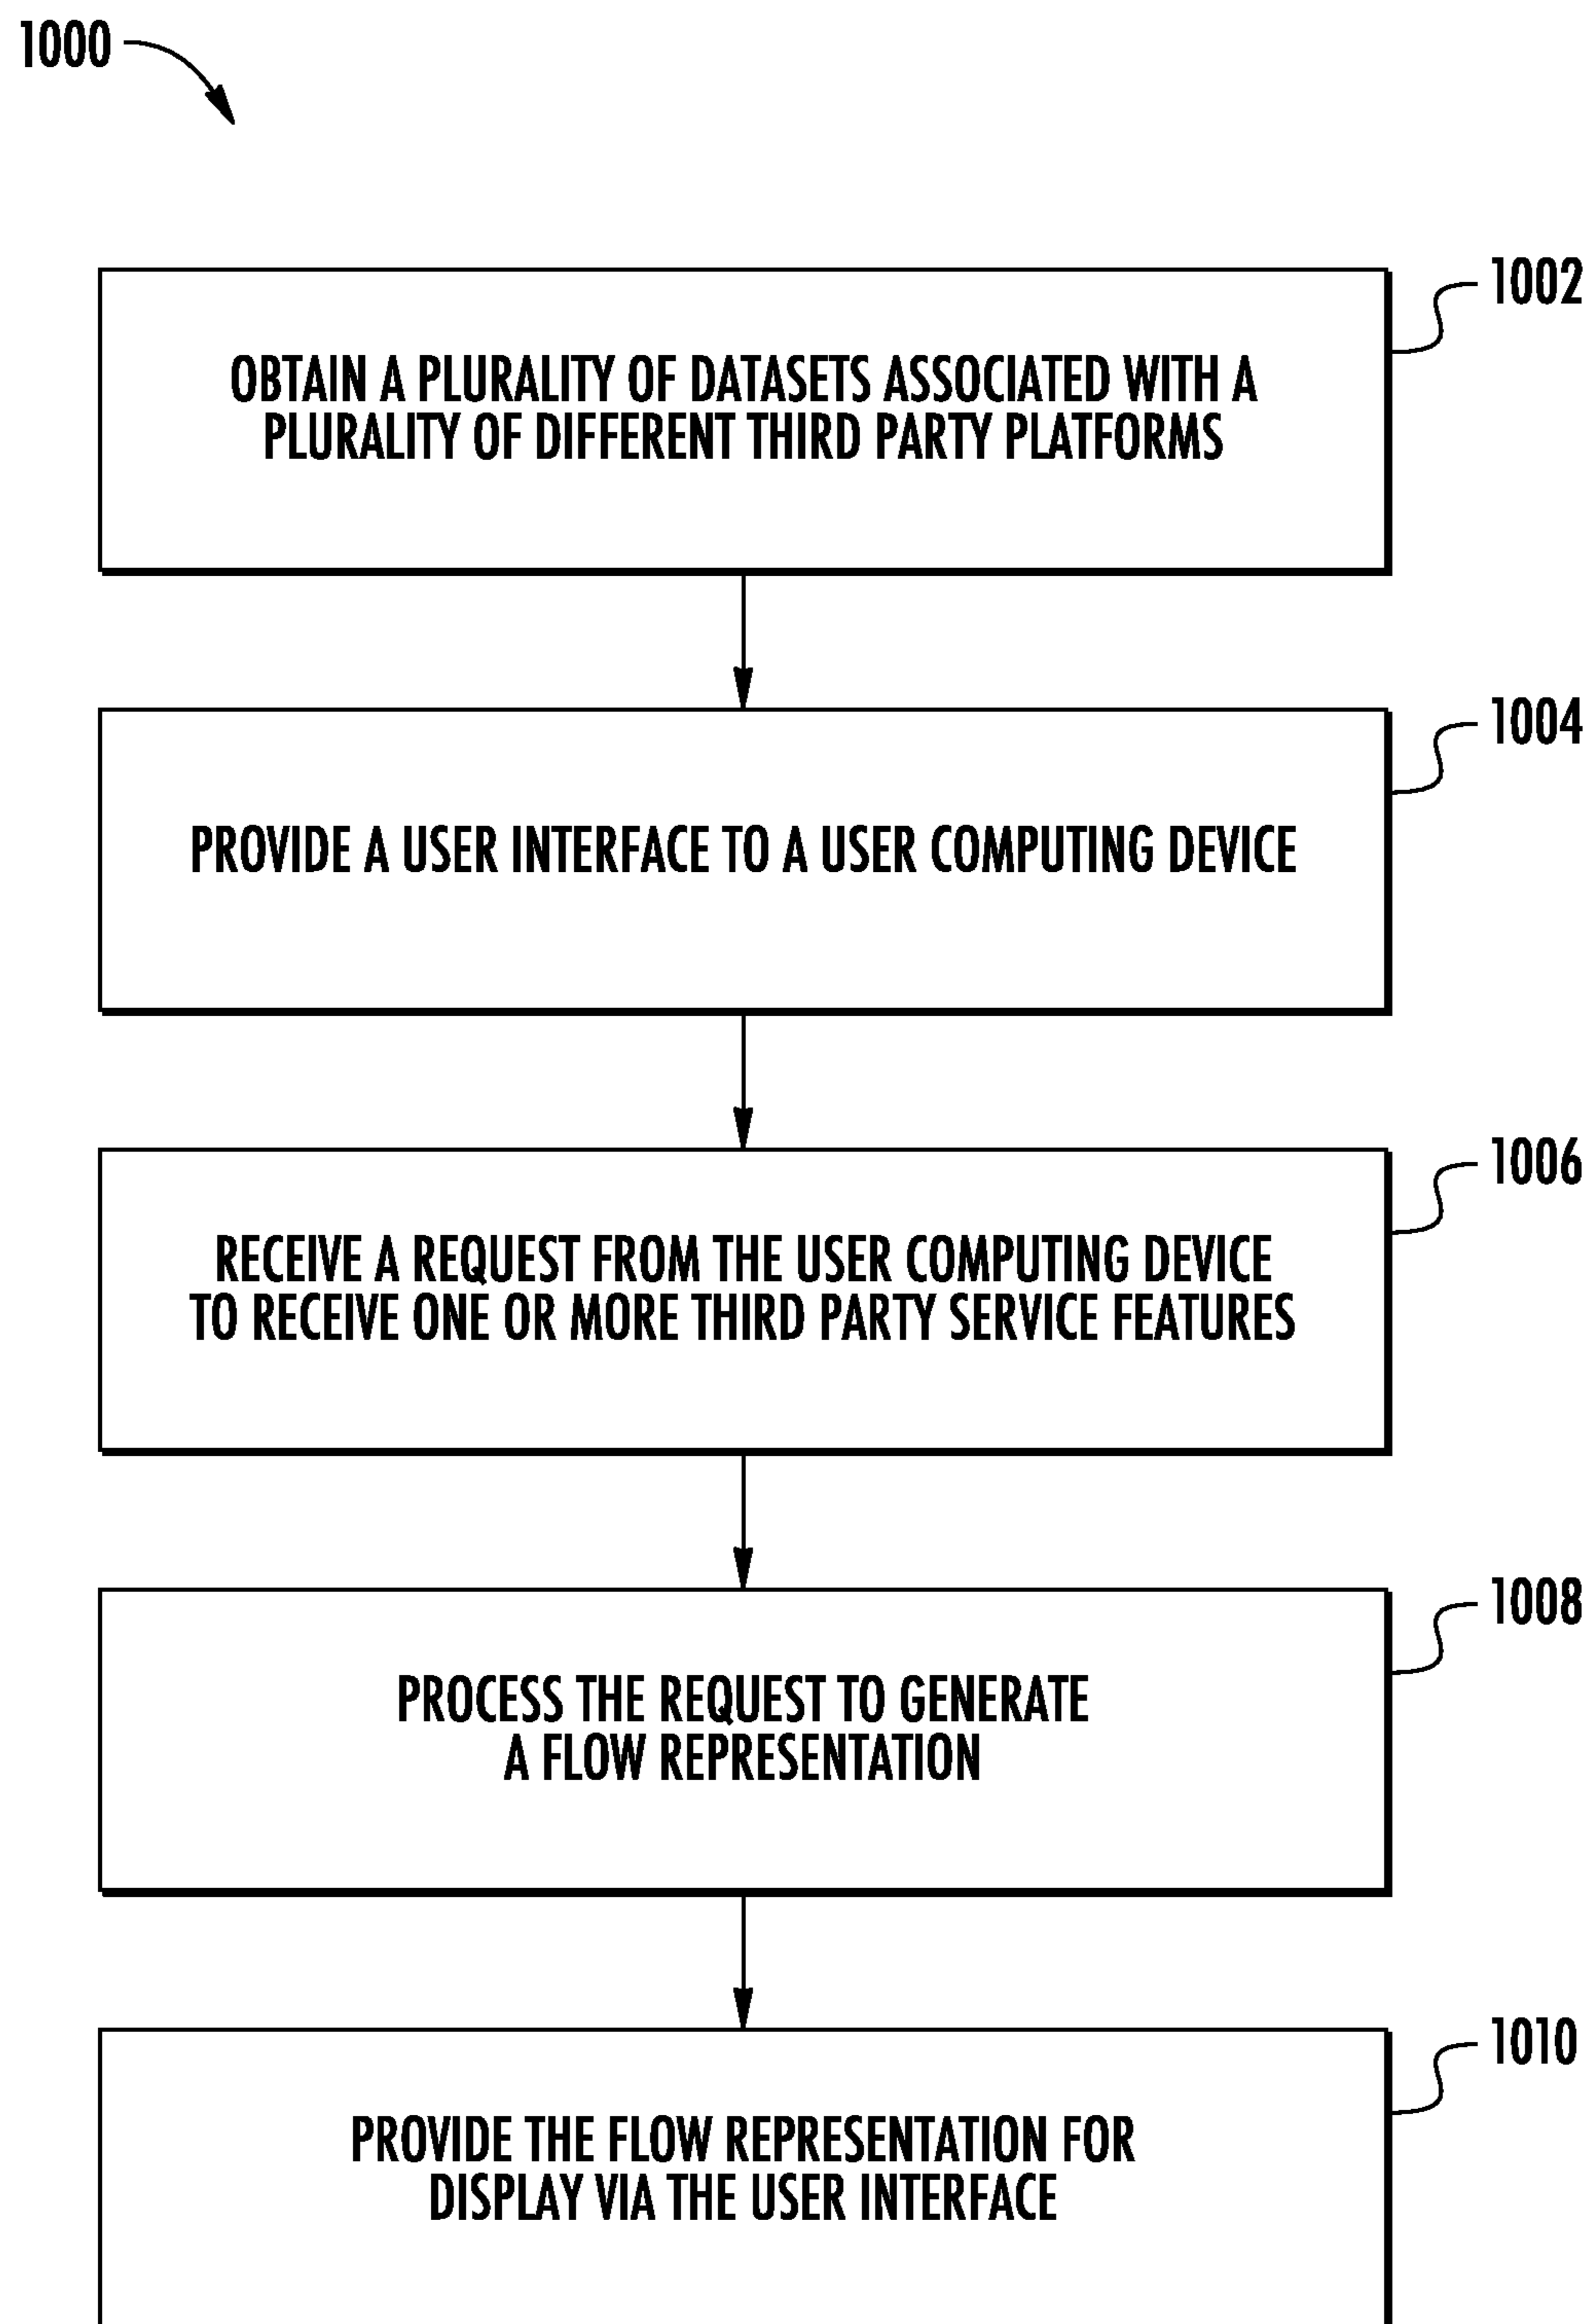 1000
1002
OBTAIN A PLURALITY OF DATASETS ASSOCIATED WITH A
PLURALITY OF DIFFERENT THIRD PARTY PLATFORMS
1004
PROVIDE A USER INTERFACE TO A USER COMPUTING DEVICE
1006
RECEIVE A REQUEST FROM THE USER COMPUTING DEVICE
TO RECEIVE ONE OR MORE THIRD PARTY SERVICE FEATURES
1008
PROCESS THE REQUEST TO GENERATE
A FLOW REPRESENTATION
1010
PROVIDE THE FLOW REPRESENTATION FOR
DISPLAY VIA THE USER INTERFACE